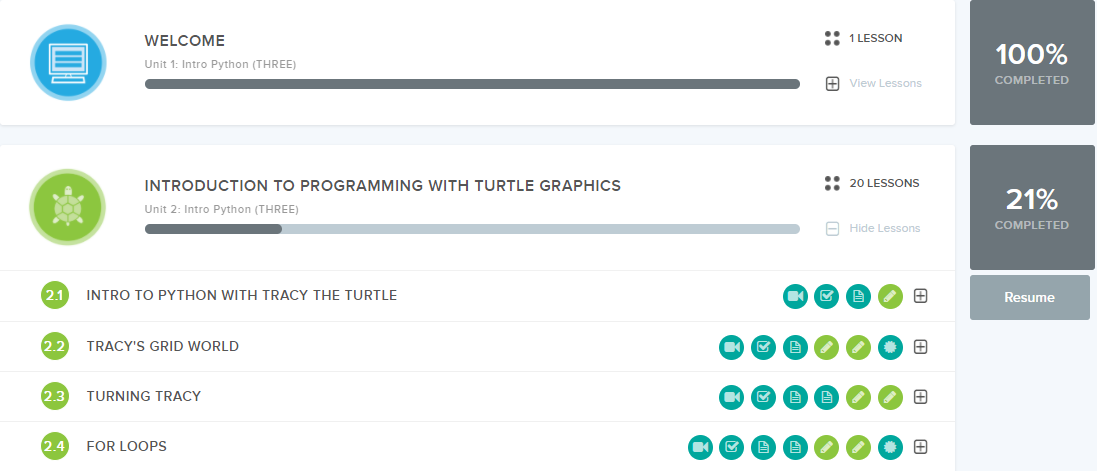 WELCOME
Unit 1: Intro Python (THREE)
1 LESSON
View Lessons
100%
COMPLETED
INTRODUCTION TO PROGRAMMING WITH TURTLE GRAPHICS
Unit 2: Intro Python (THREE)
20 LESSONS
Hide Lessons
21%
COMPLETED
Resume
2.1 INTRO TO PYTHON WITH TRACY THE TURTLE
2.2 TRACY'S GRID WORLD
2.3 TURNING TRACY
2.4 FOR LOOPS